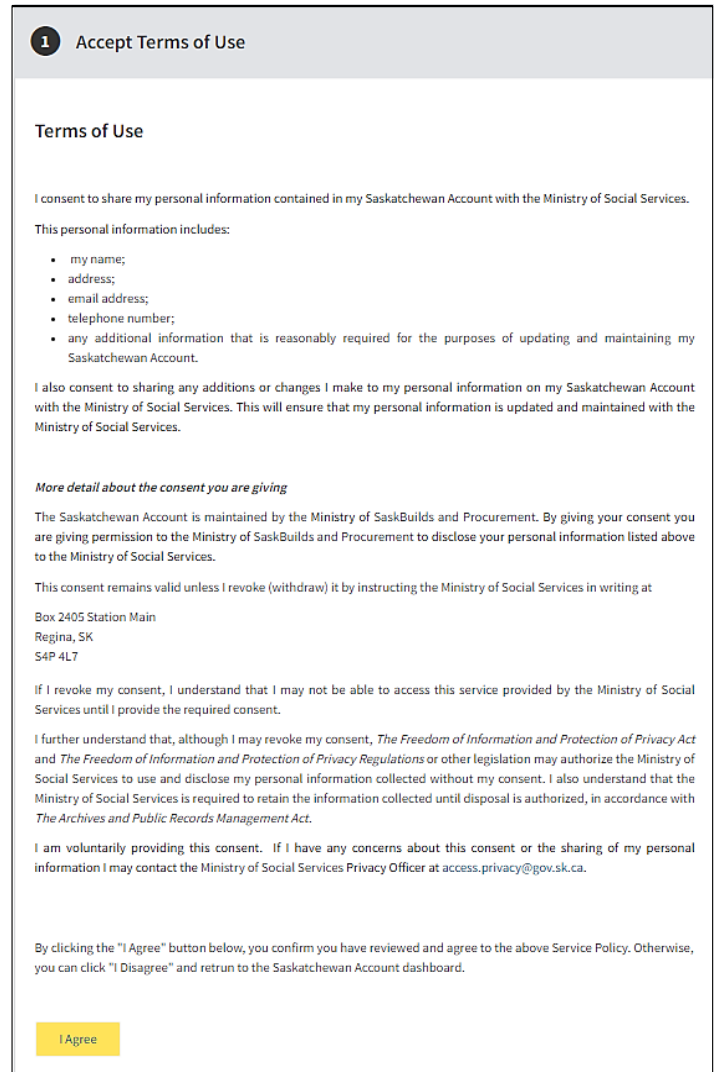 1 Accept Terms of Use
Terms of Use
I consent to share my personal information contained in my Saskatchewan Account with the Ministry of Social Services.
This personal information includes:
• my name;
• address;
• email address;
• telephone number;
• any additional information that is reasonably required for the purposes of updating and maintaining my
Saskatchewan Account.
I also consent to sharing any additions or changes I make to my personal information on my Saskatchewan Account
with the Ministry of Social Services. This will ensure that my personal information is updated and maintained with the
Ministry of Social Services.
More detail about the consent you are giving
The Saskatchewan Account is maintained by the Ministry of SaskBuilds and Procurement. By giving your consent you
are giving permission to the Ministry of SaskBuilds and Procurement to disclose your personal information listed above
to the Ministry of Social Services.
This consent remains valid unless I revoke (withdraw) it by instructing the Ministry of Social Services in writing at
Box 2405 Station Main
Regina, SK
S4P 4L7
If I revoke my consent, I understand that I may not be able to access this service provided by the Ministry of Social
Services until I provide the required consent.
I further understand that, although I may revoke my consent, The Freedom of Information and Protection of Privacy Act
and The Freedom of Information and Protection of Privacy Regulations or other legislation may authorize the Ministry of
Social Services to use and disclose my personal information collected without my consent. I also understand that the
Ministry of Social Services is required to retain the information collected until disposal is authorized, in accordance with
The Archives and Public Records Management Act.
I am voluntarily providing this consent. If I have any concerns about this consent or the sharing of my personal
information I may contact the Ministry of Social Services Privacy Officer at access.privacy@gov.sk.ca.
By clicking the "I Agree" button below, you confirm you have reviewed and agree to the above Service Policy. Otherwise,
you can click "I Disagree" and retrun to the Saskatchewan Account dashboard.
I Agree